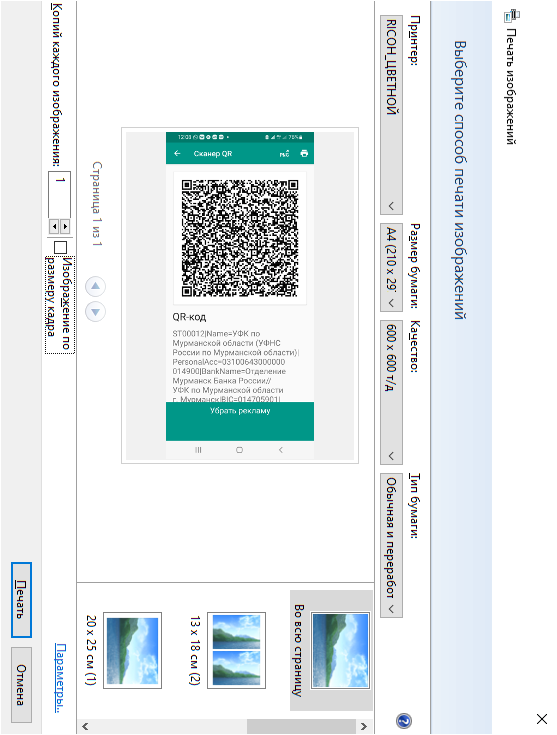 Печать изображений
Выберите способ печати изображений
Принтер:
Размер бумаги:
Качество:
Тип бумаги:
RICOH_ЦВЕТНОЙ
A4 (210 x 29
600 x 600 т/д
Обычная и переработ
12:03
76%
Сканер QR
QR-код
ST00012|Name=УФК по
Мурманской области (УФНС
России по Мурманской области)|
PersonalAcc=03100643000000
014900|BankName=Отделение
Мурманск Банка России//
УФК по Мурманской области
г. Мурманск|BIC=014705901|
Убрать рекламу
Страница 1 из 1
Во всю страницу
13 x 18 см (2)
20 x 25 см (1)
Копий каждого изображения:
1
Изображение по
размеру кадра
Параметры..
Печать
Отмена